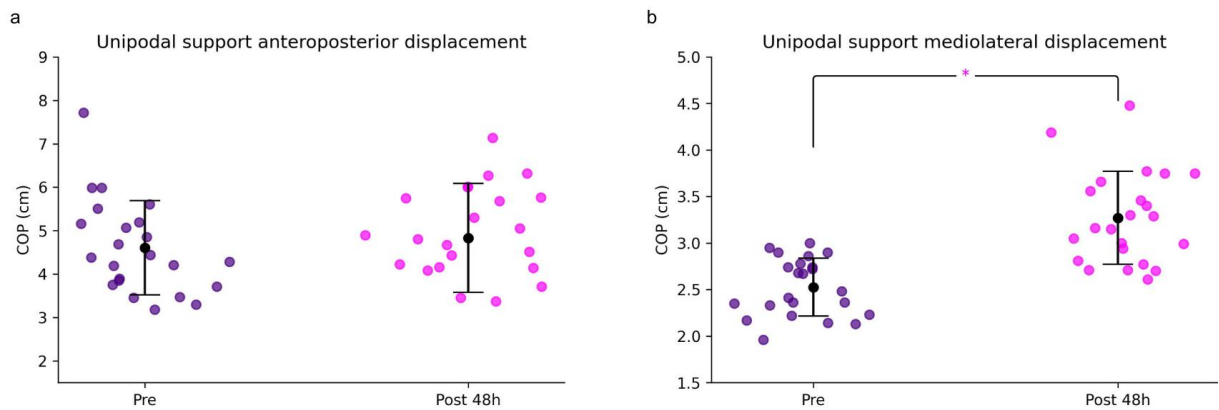 a
Unipodal support anteroposterior displacement
9
8
7
6
5
4
3
2
COP (cm)
Pre
Post 48h
b
Unipodal support mediolateral displacement
5.0
4.5
4.0
3.5
3.0
2.5
2.0
1.5
COP (cm)
*
Pre
Post 48h